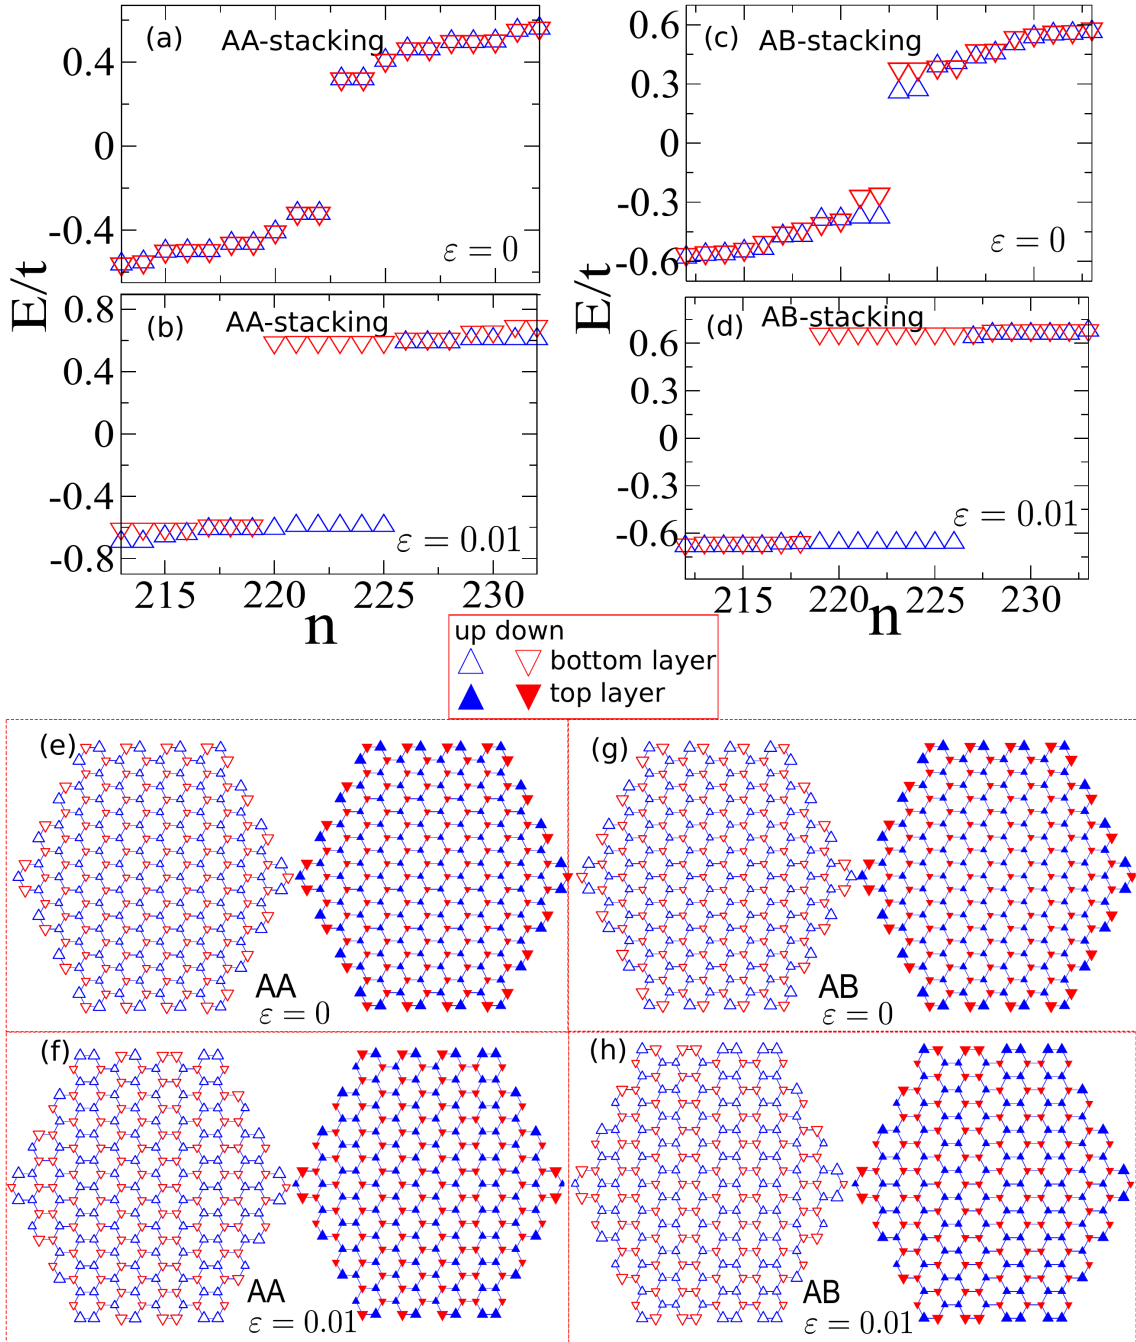 (a) AA-stacking
0.4
0
-0.4
ε = 0
E/t
(b) AA-stacking
0.8
0.4
0
-0.4
-0.8
ε = 0.01
215 220 225 230
n
(c) AB-stacking
0.6
0.3
0
-0.3
-0.6
ε = 0
E/t
(d) AB-stacking
0.6
0.3
0
-0.3
-0.6
ε = 0.01
215 220 225 230
n
up down
bottom layer
top layer
(e)
AA
ε = 0
(g)
AB
ε = 0
(f)
AA
ε = 0.01
(h)
AB
ε = 0.01